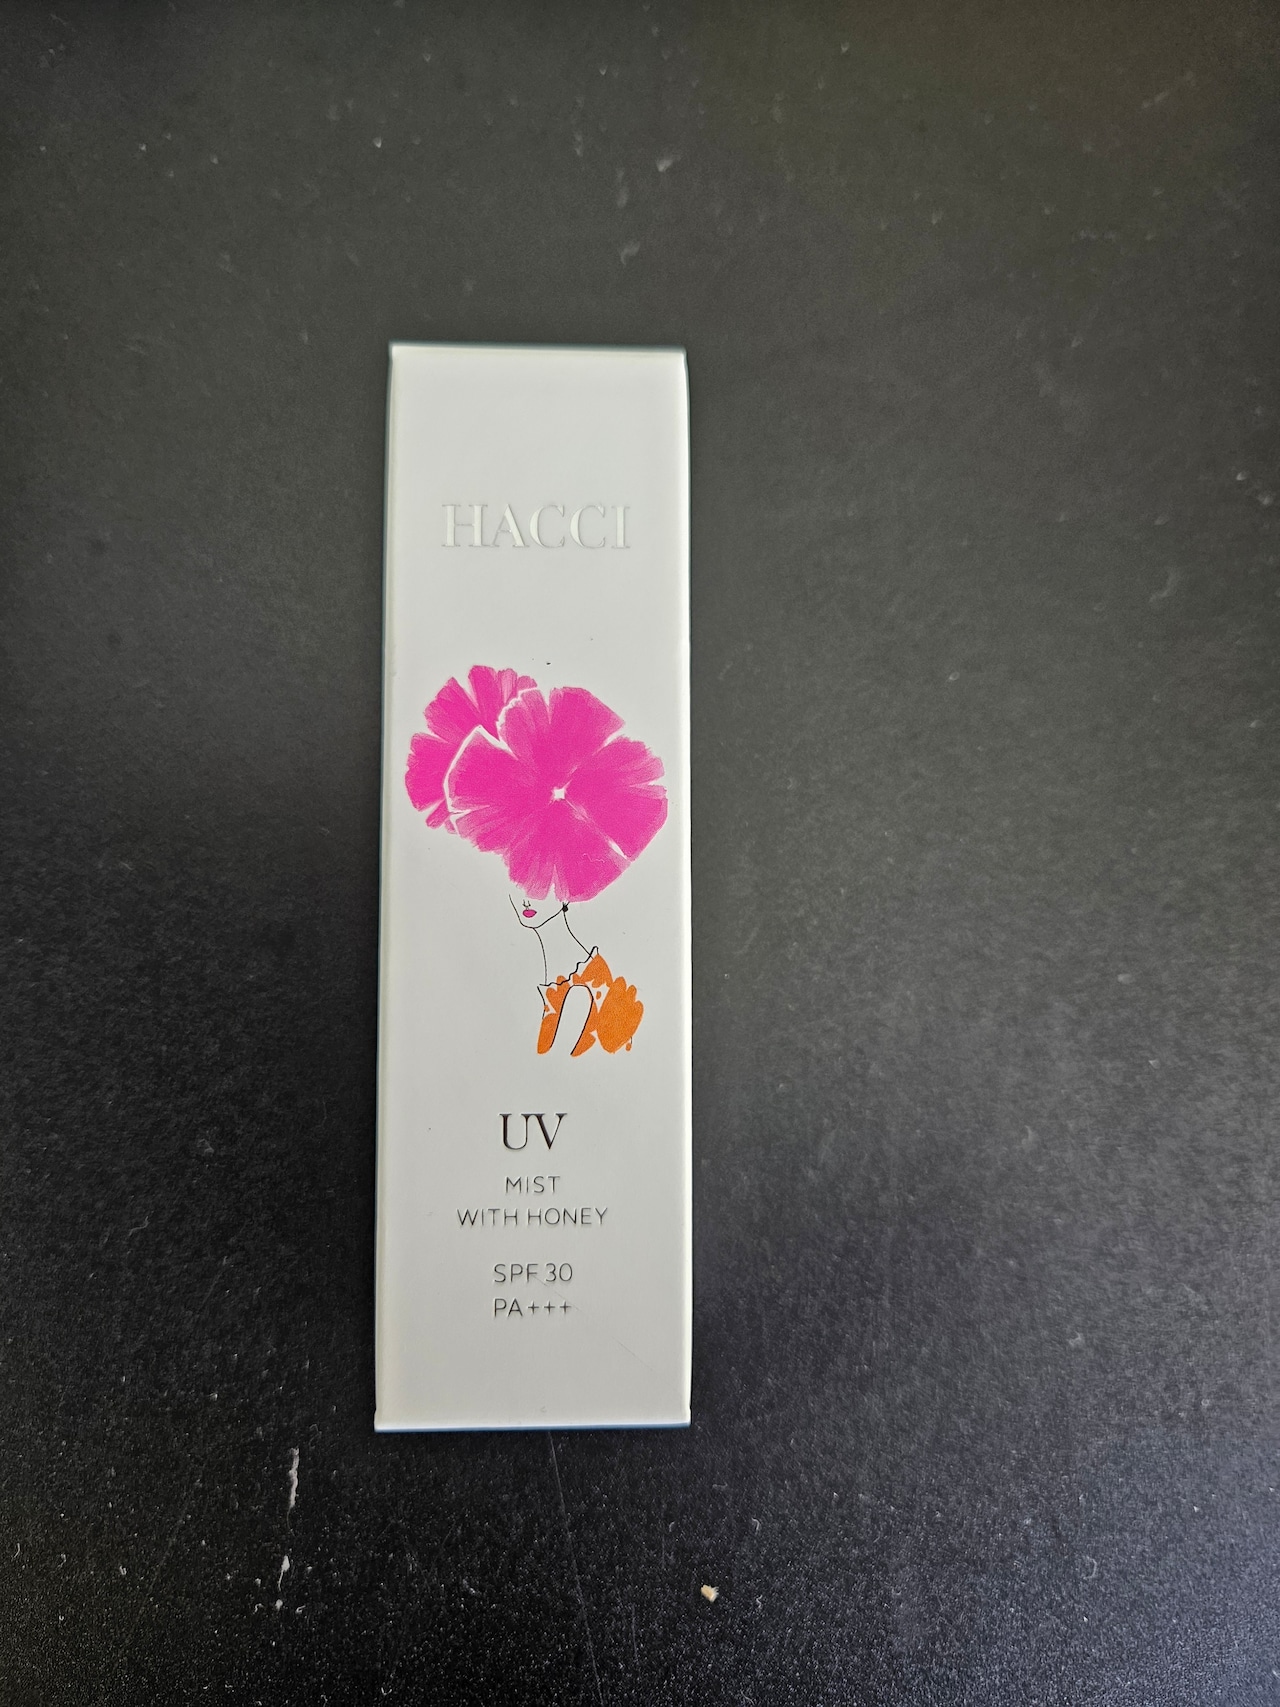 HACCI
UV
MIST
WITH HONEY
SPF 30
PA+++